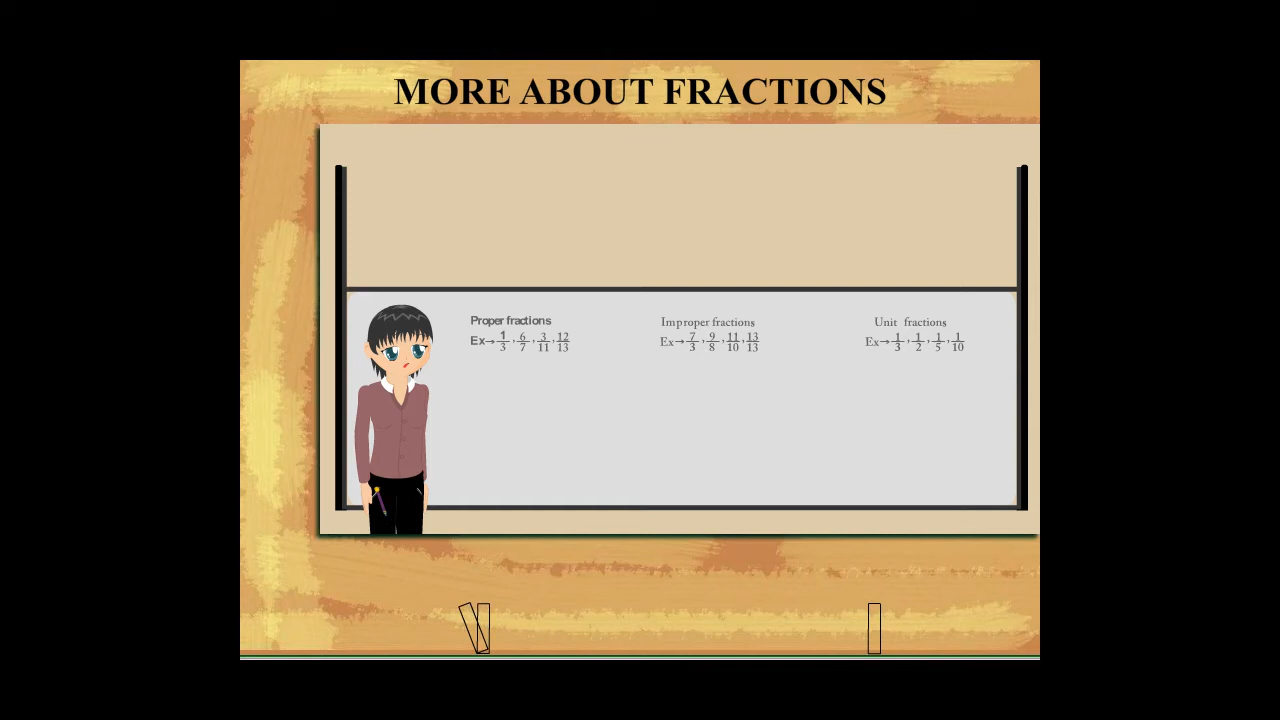 MORE ABOUT FRACTIONS
Proper fractions
Ex→ 1/3 , 6/7 , 3/11 , 12/13
Improper fractions
Ex→ 7/3 , 9/8 , 11/10 , 13/13
Unit fractions
Ex→ 1/3 , 1/2 , 1/5 , 1/10